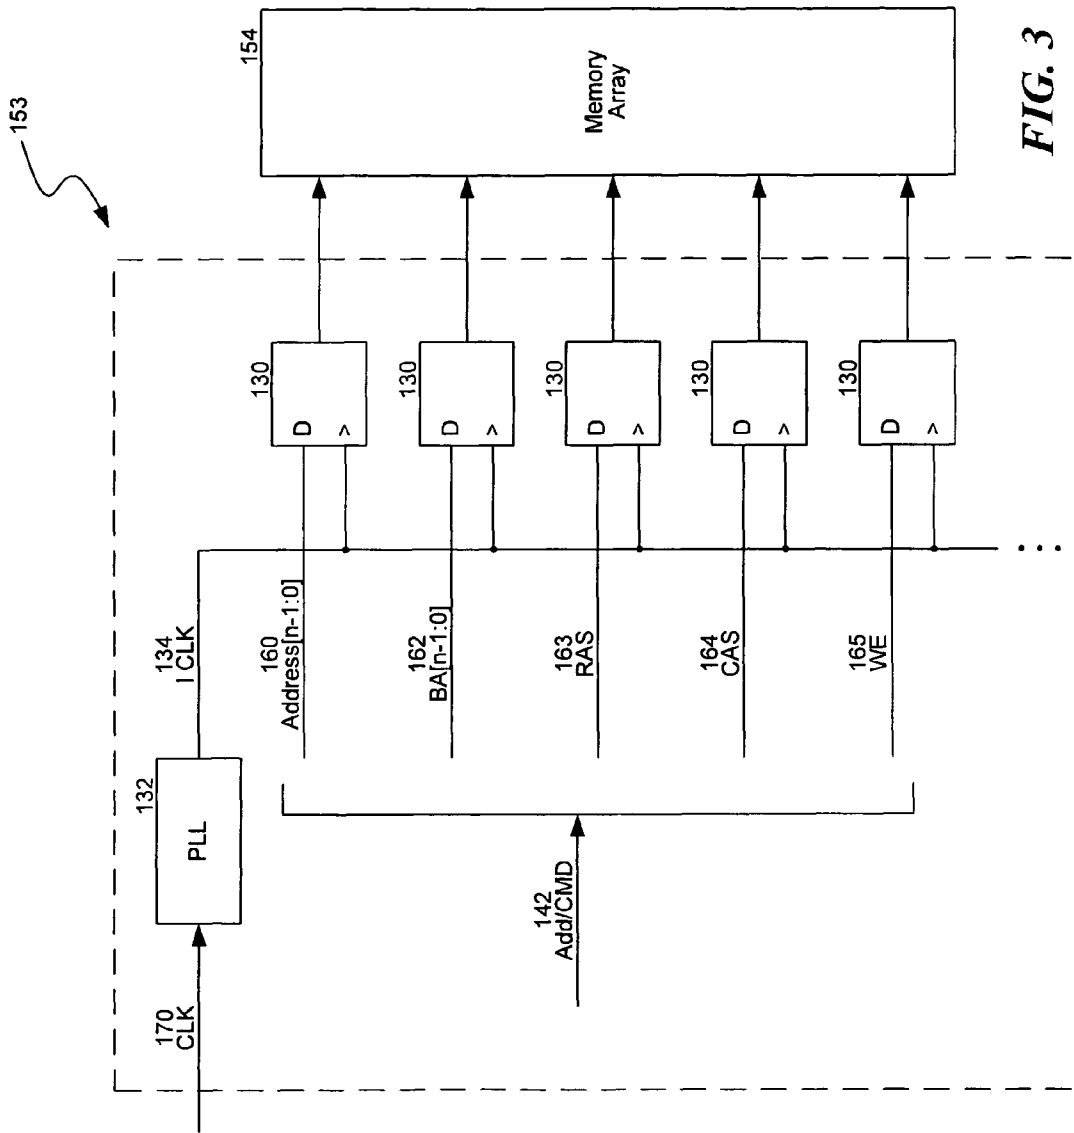 153
154
Memory
Array
130
D
>
130
D
>
130
D
>
130
D
>
130
D
>
134
I CLK
160
Address[n-1:0]
162
BA[n-1:0]
163
RAS
164
CAS
165
WE
...
132
PLL
142
Add/CMD
170
CLK
FIG. 3